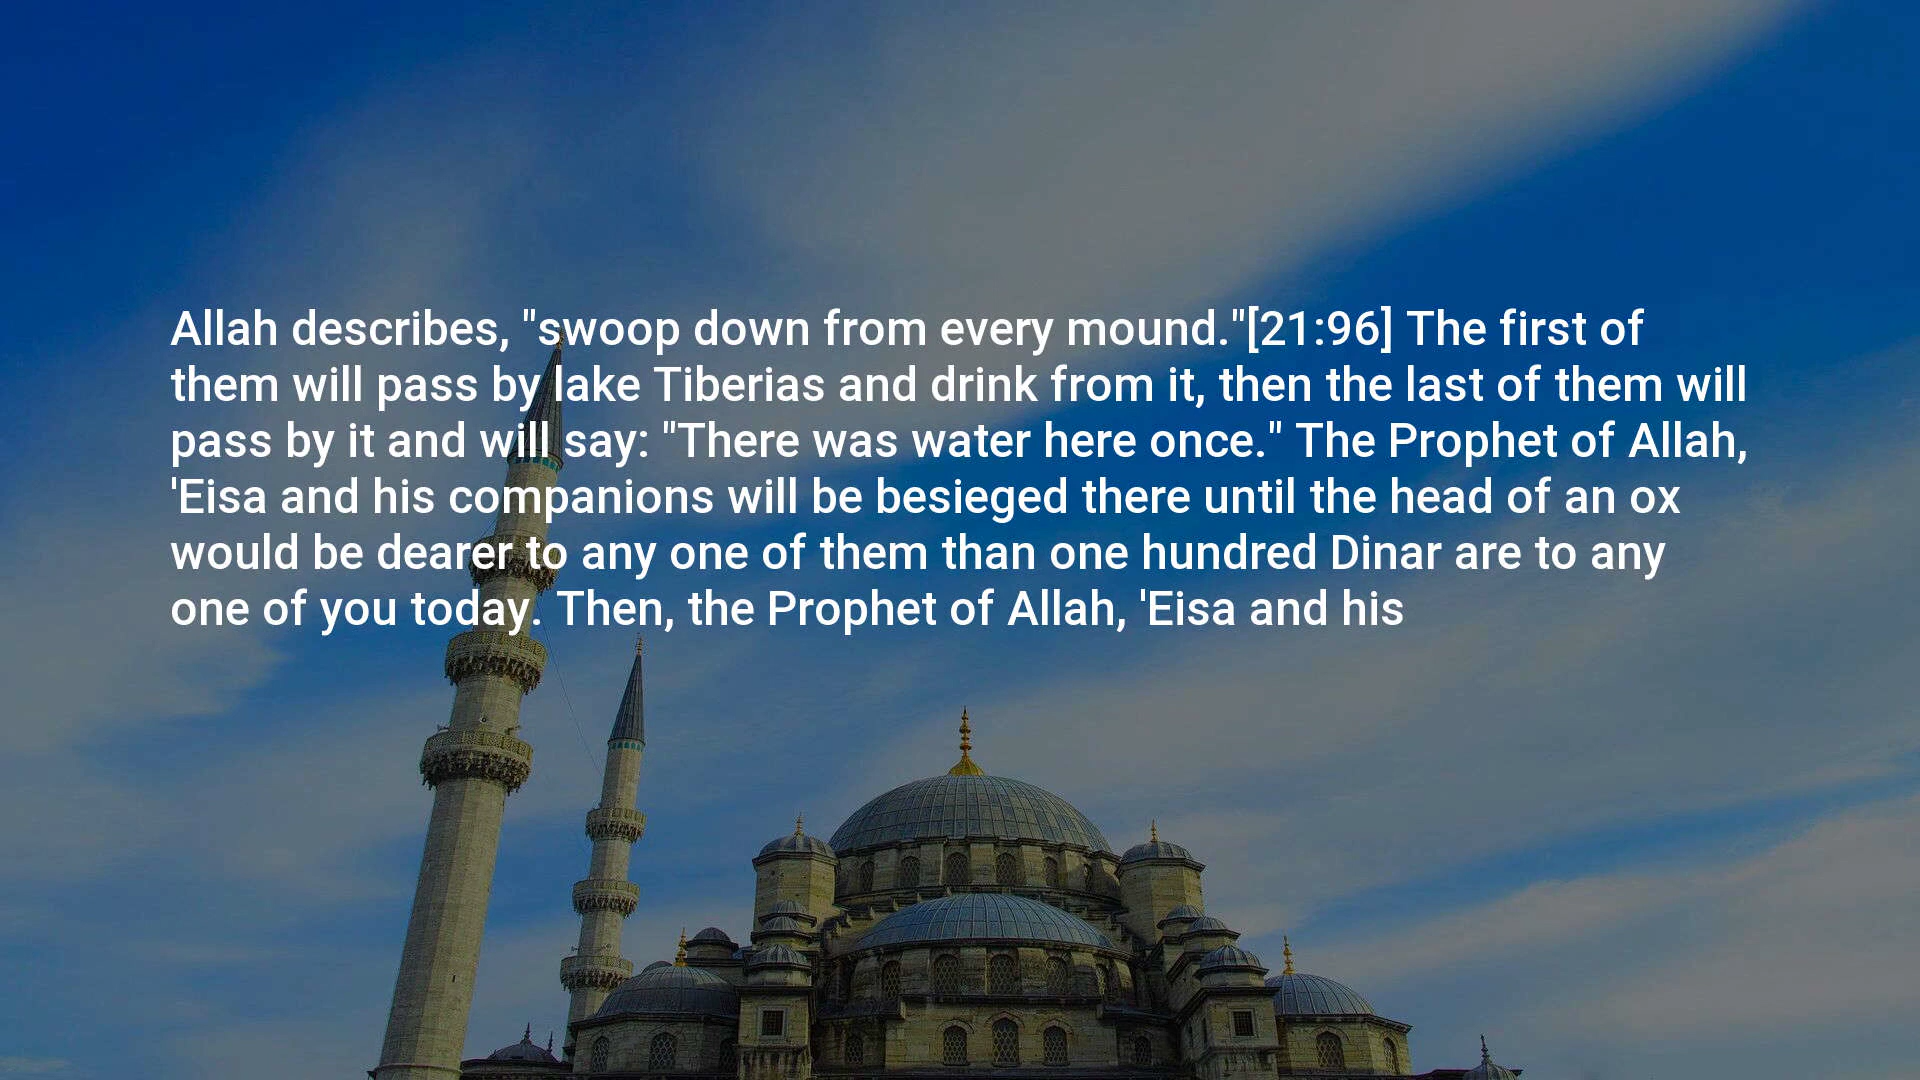 Allah describes, "swoop down from every mound."[21:96] The first of
them will pass by lake Tiberias and drink from it, then the last of them will
pass by it and will say: "There was water here once." The Prophet of Allah,
'Eisa and his companions will be besieged there until the head of an ox
would be dearer to any one of them than one hundred Dinar are to any
one of you today. Then, the Prophet of Allah, 'Eisa and his